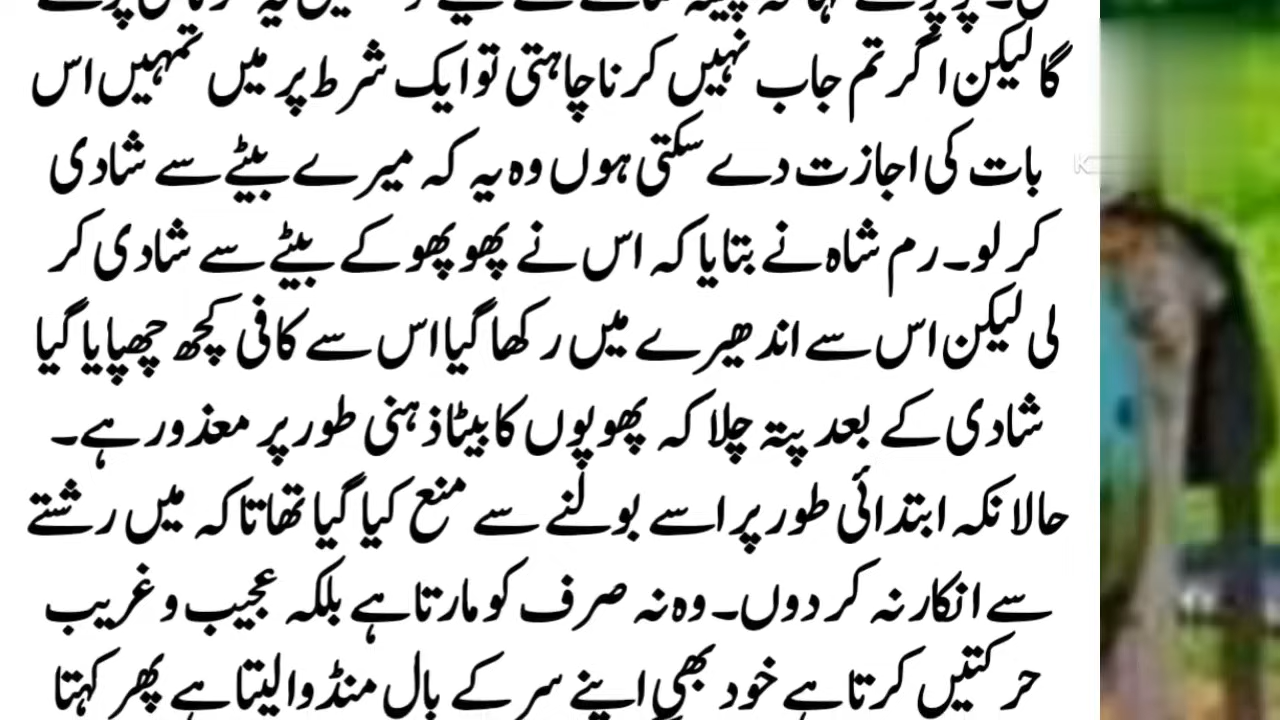 گا لیکن اگر تم جاب نہیں کرنا چاہتی تو ایک شرط پر میں تمہیں اس
بات کی اجازت دے سکتی ہوں وہ یہ کہ میرے بیٹے سے شادی
کر لو۔ رم شاہ نے بتایا کہ اس نے پھوپھو کے بیٹے سے شادی کر
لی لیکن اس سے اندھیرے میں رکھا گیا اس سے کافی کچھ چھپایا گیا
شادی کے بعد پتہ چلا کہ پھوپوں کا بیٹا ذہنی طور پر معذور ہے۔
حالانکہ ابتدائی طور پر اسے بولنے سے منع کیا گیا تھا تاکہ میں رشتے
سے انکار نہ کر دوں۔ وہ نہ صرف کو مارتا ہے بلکہ عجیب و غریب
حرکتیں کرتا ہے خود بھی اپنے سر کے بال منڈوا لیتا ہے پھر کہتا